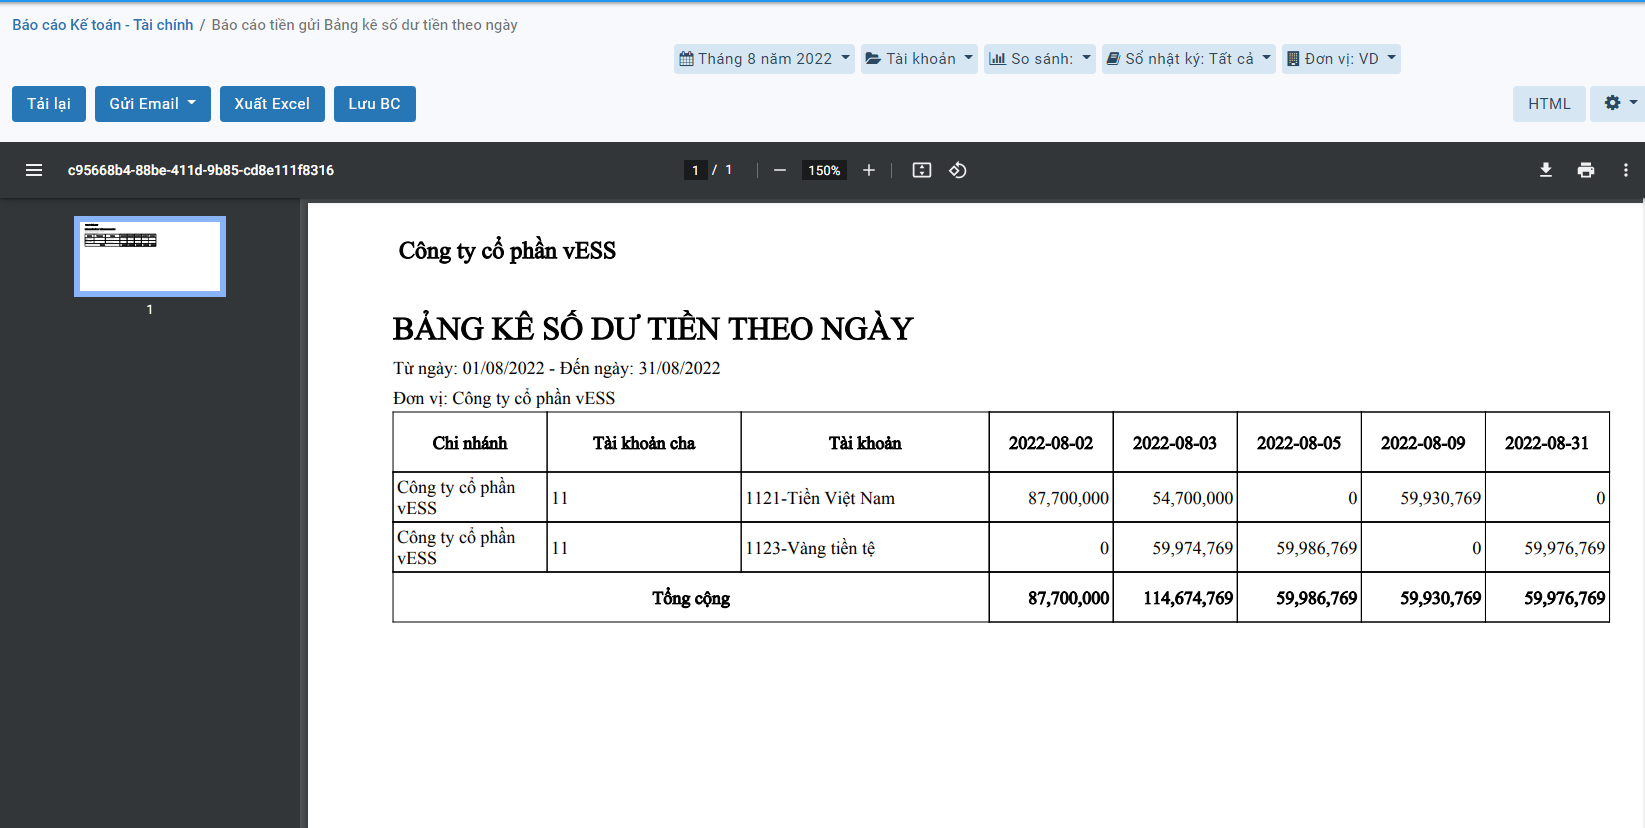 Báo cáo Kế toán - Tài chính / Báo cáo tiền gửi Bảng kê số dư tiền theo ngày
Tháng 8 năm 2022 Tài khoản So sánh: Sổ nhật ký: Tất cả Đơn vị: VD
Tải lại Gửi Email Xuất Excel Lưu BC HTML
c95668b4-88be-411d-9b85-cd8e111f8316 1 / 1 150%
1
Công ty cổ phần vESS
BẢNG KÊ SỐ DƯ TIỀN THEO NGÀY
Từ ngày: 01/08/2022 - Đến ngày: 31/08/2022
Đơn vị: Công ty cổ phần vESS
Chi nhánh Tài khoản cha Tài khoản 2022-08-02 2022-08-03 2022-08-05 2022-08-09 2022-08-31
Công ty cổ phần vESS 11 1121-Tiền Việt Nam 87,700,000 54,700,000 0 59,930,769 0
Công ty cổ phần vESS 11 1123-Vàng tiền tệ 0 59,974,769 59,986,769 0 59,976,769
Tổng cộng 87,700,000 114,674,769 59,986,769 59,930,769 59,976,769